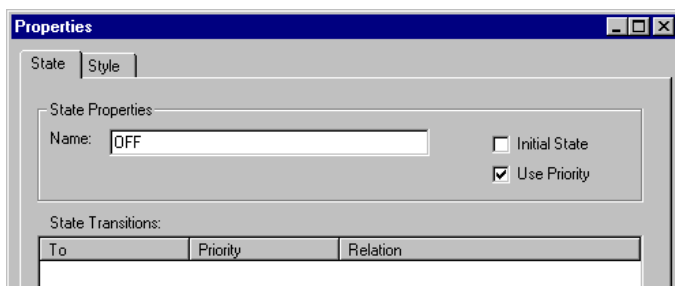 Properties
State Style
State Properties
Name: OFF
Initial State
Use Priority
State Transitions:
To Priority Relation